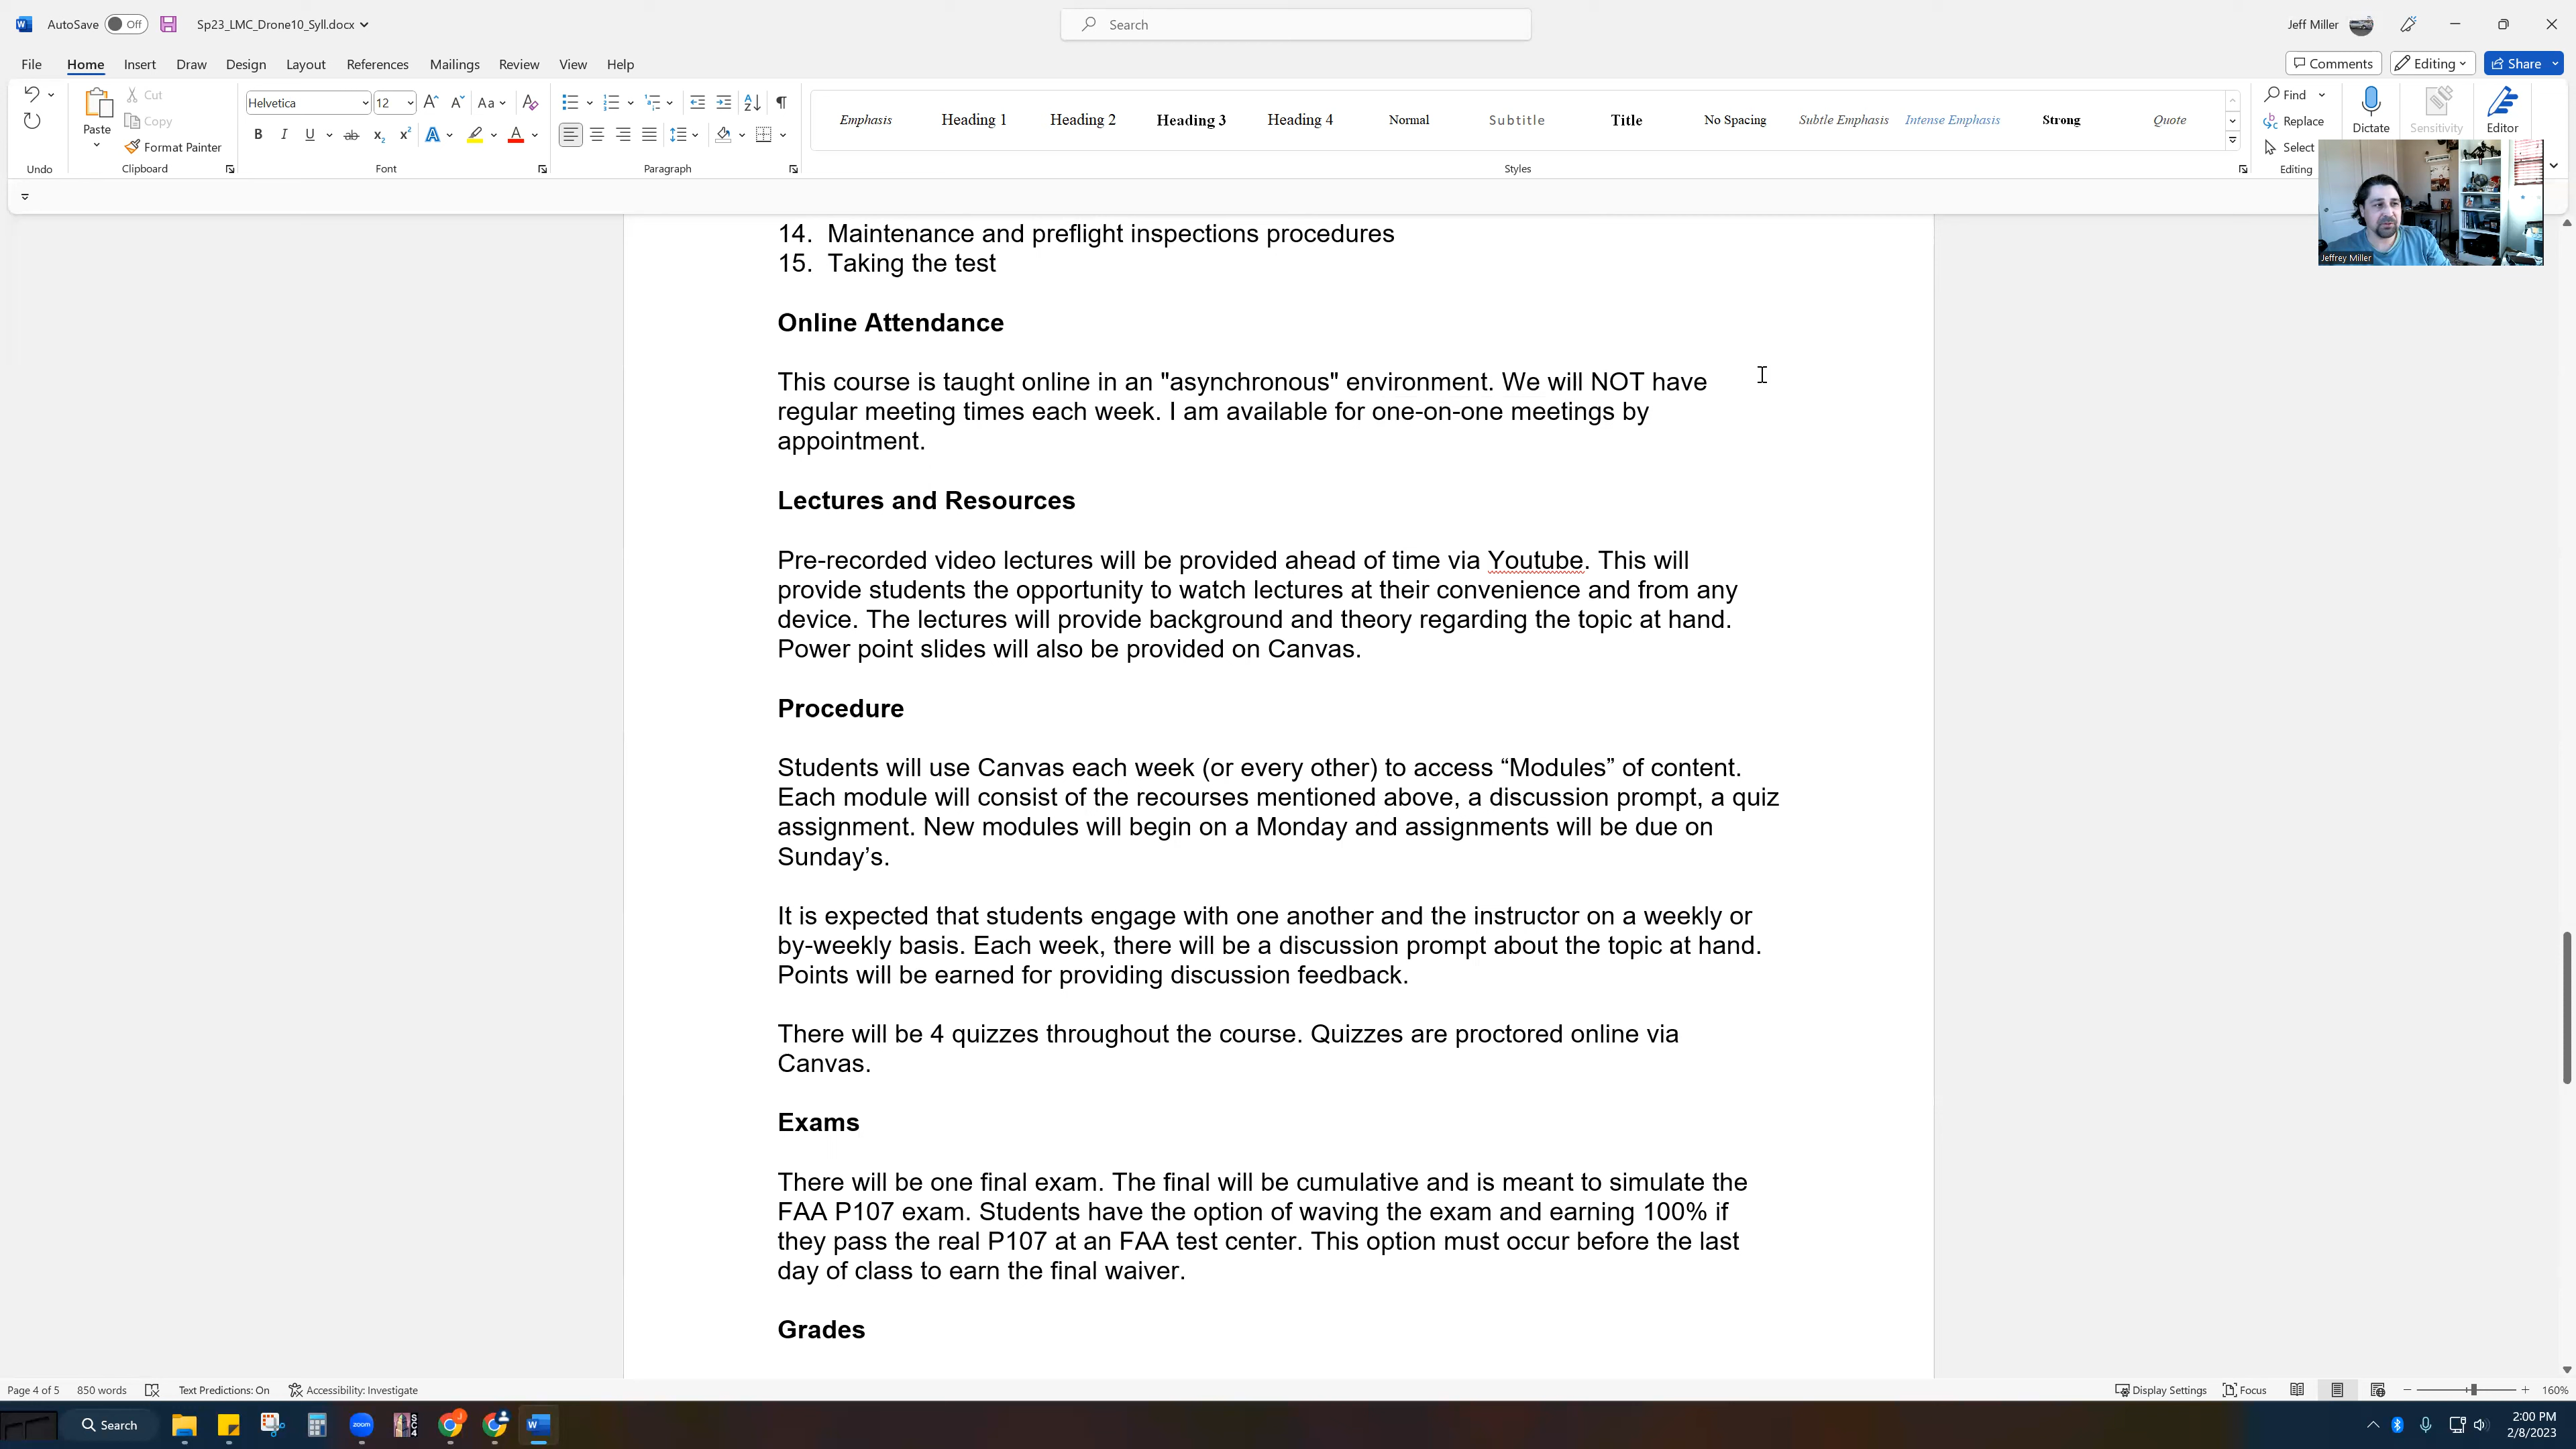 AutoSave Off Sp23_LMC_Drone10_Syll.docx Search Jeff Miller
File Home Insert Draw Design Layout References Mailings Review View Help Comments Editing Share
Undo
Paste Cut Copy Format Painter
Clipboard
Helvetica 12
Font
Paragraph
Emphasis Heading 1 Heading 2 Heading 3 Heading 4 Normal Subtitle Title No Spacing Subtle Emphasis Intense Emphasis Strong Quote
Styles
Find Replace Select
Editing
Dictate Sensitivity Editor
Jeffrey Miller
14. Maintenance and preflight inspections procedures
15. Taking the test
Online Attendance
This course is taught online in an "asynchronous" environment. We will NOT have
regular meeting times each week. I am available for one-on-one meetings by
appointment.
Lectures and Resources
Pre-recorded video lectures will be provided ahead of time via Youtube. This will
provide students the opportunity to watch lectures at their convenience and from any
device. The lectures will provide background and theory regarding the topic at hand.
Power point slides will also be provided on Canvas.
Procedure
Students will use Canvas each week (or every other) to access “Modules” of content.
Each module will consist of the recourses mentioned above, a discussion prompt, a quiz
assignment. New modules will begin on a Monday and assignments will be due on
Sunday’s.
It is expected that students engage with one another and the instructor on a weekly or
by-weekly basis. Each week, there will be a discussion prompt about the topic at hand.
Points will be earned for providing discussion feedback.
There will be 4 quizzes throughout the course. Quizzes are proctored online via
Canvas.
Exams
There will be one final exam. The final will be cumulative and is meant to simulate the
FAA P107 exam. Students have the option of waving the exam and earning 100% if
they pass the real P107 at an FAA test center. This option must occur before the last
day of class to earn the final waiver.
Grades
Page 4 of 5 850 words Text Predictions: On Accessibility: Investigate Display Settings Focus 160%
Search zoom SC4 2:00 PM
2/8/2023